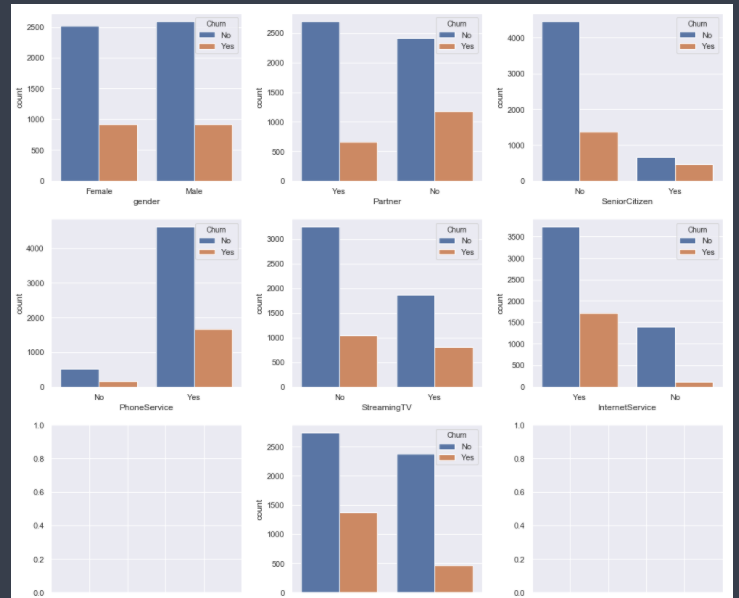 Churn
No
Yes
2500
2000
1500
1000
500
0
count
Female Male
gender
Churn
No
Yes
2500
2000
1500
1000
500
0
count
Yes No
Partner
Churn
No
Yes
4000
3000
2000
1000
0
count
No Yes
SeniorCitizen
Churn
No
Yes
4000
3000
2000
1000
0
count
No Yes
PhoneService
Churn
No
Yes
3000
2500
2000
1500
1000
500
0
count
No Yes
StreamingTV
Churn
No
Yes
3500
3000
2500
2000
1500
1000
500
0
count
Yes No
InternetService
1.0
0.8
0.6
0.4
0.2
0.0
Churn
No
Yes
2500
2000
1500
1000
500
0
count
1.0
0.8
0.6
0.4
0.2
0.0